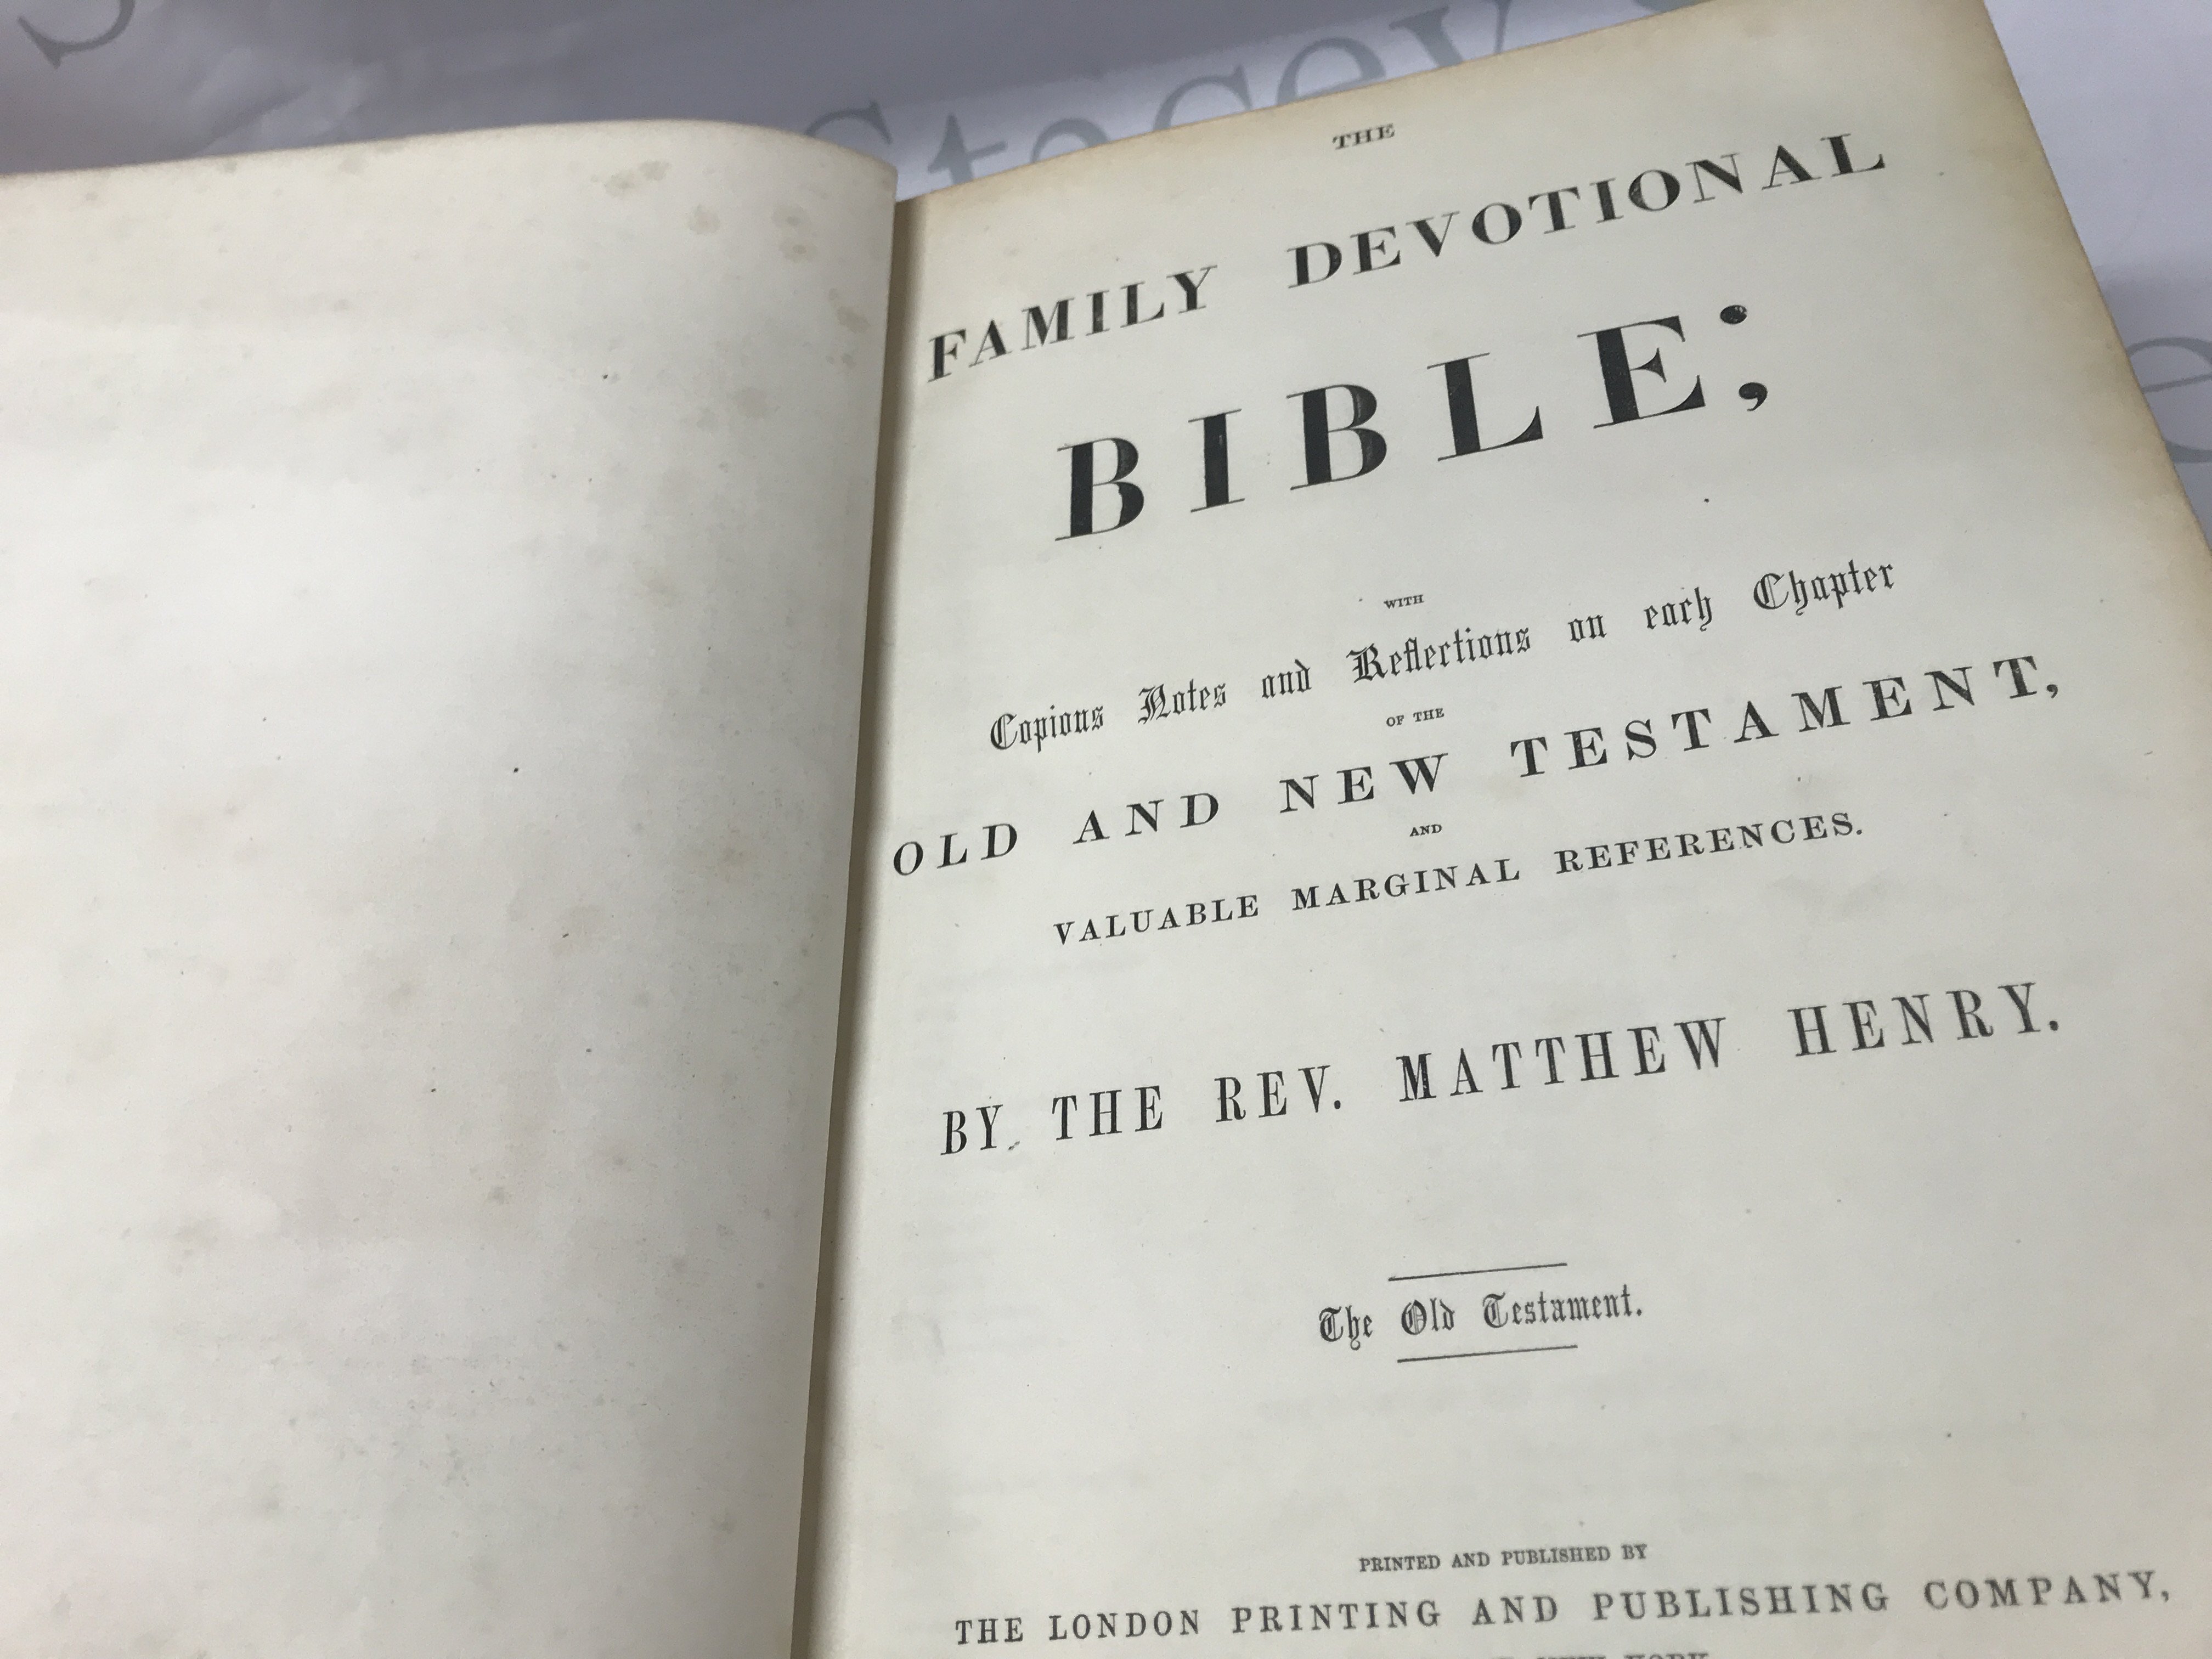 Stacey
THE
FAMILY DEVOTIONAL
BIBLE;
WITH
Copious Notes and Reflections on each Chapter
OF THE
OLD AND NEW TESTAMENT,
AND
VALUABLE MARGINAL REFERENCES.
BY THE REV. MATTHEW HENRY.
The Old Testament.
PRINTED AND PUBLISHED BY
THE LONDON PRINTING AND PUBLISHING COMPANY,